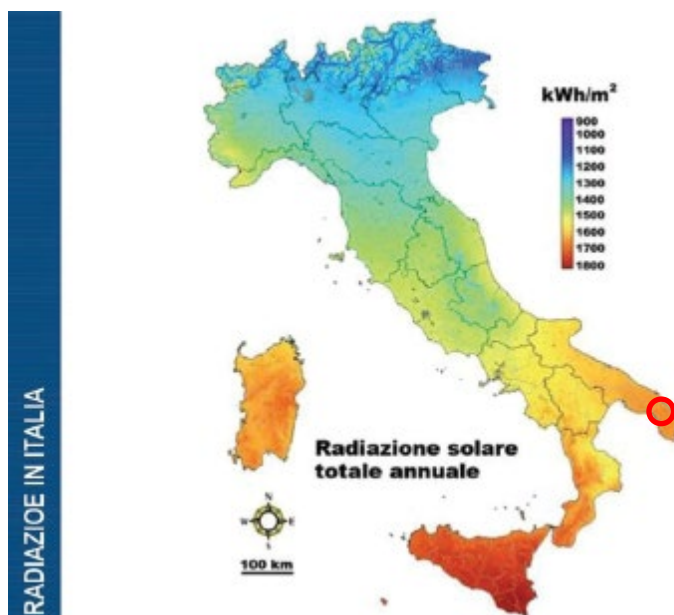 RADIAZIOE IN ITALIA
kWh/m²
900
1000
1100
1200
1300
1400
1500
1600
1700
1800
Radiazione solare
totale annuale
N
W E
S
100 km